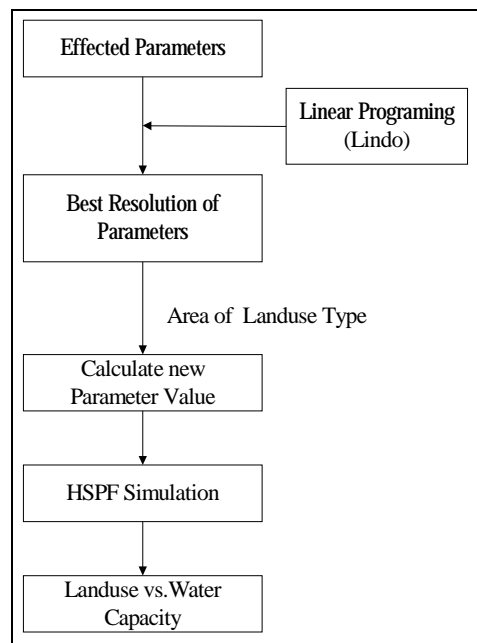 Effected Parameters
Linear Programing
(Lindo)
Best Resolution of
Parameters
Area of Landuse Type
Calculate new
Parameter Value
HSPF Simulation
Landuse vs.Water
Capacity